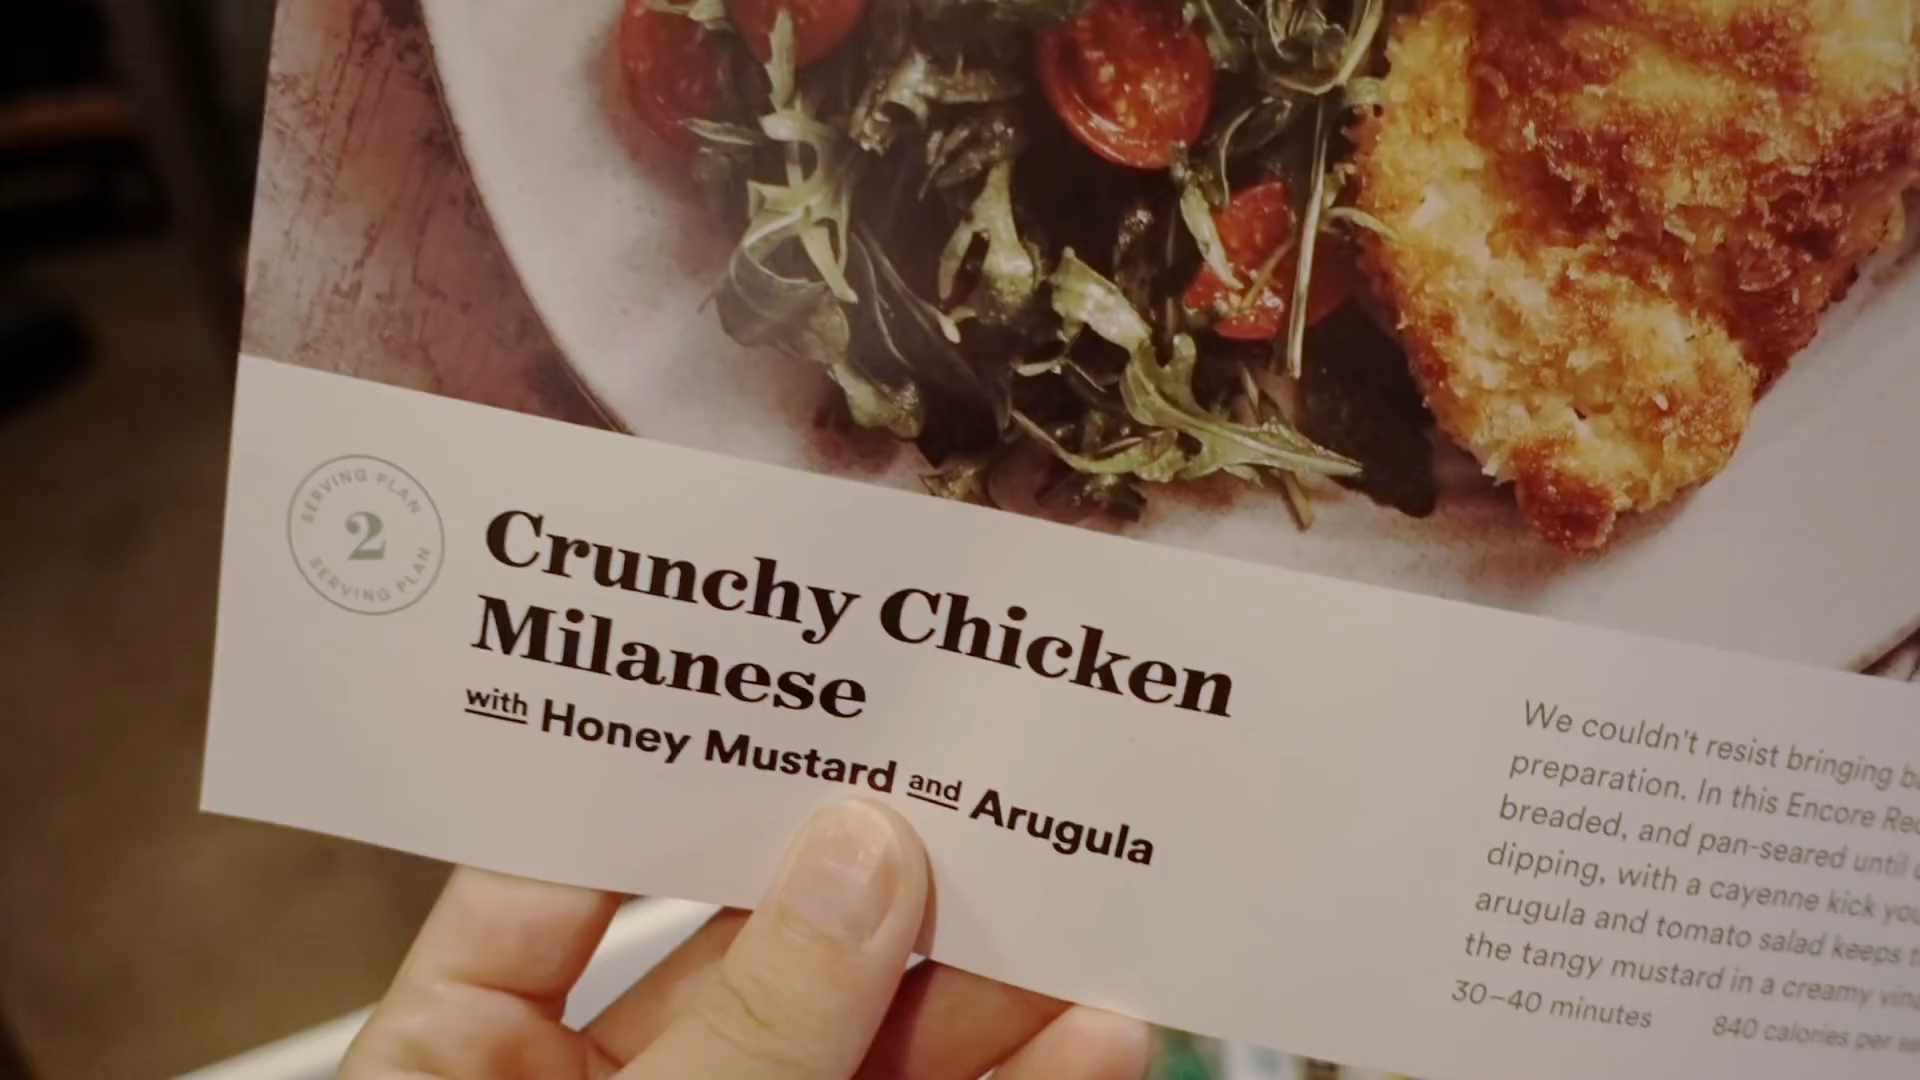 SERVING PLAN
2
SERVING PLAN
Crunchy Chicken
Milanese
with Honey Mustard and Arugula
We couldn't resist bringing
preparation. In this Encore
breaded, and pan-seared until
dipping, with a cayenne kick
arugula and tomato salad keeps
the tangy mustard in a creamy
30–40 minutes 840 calories per